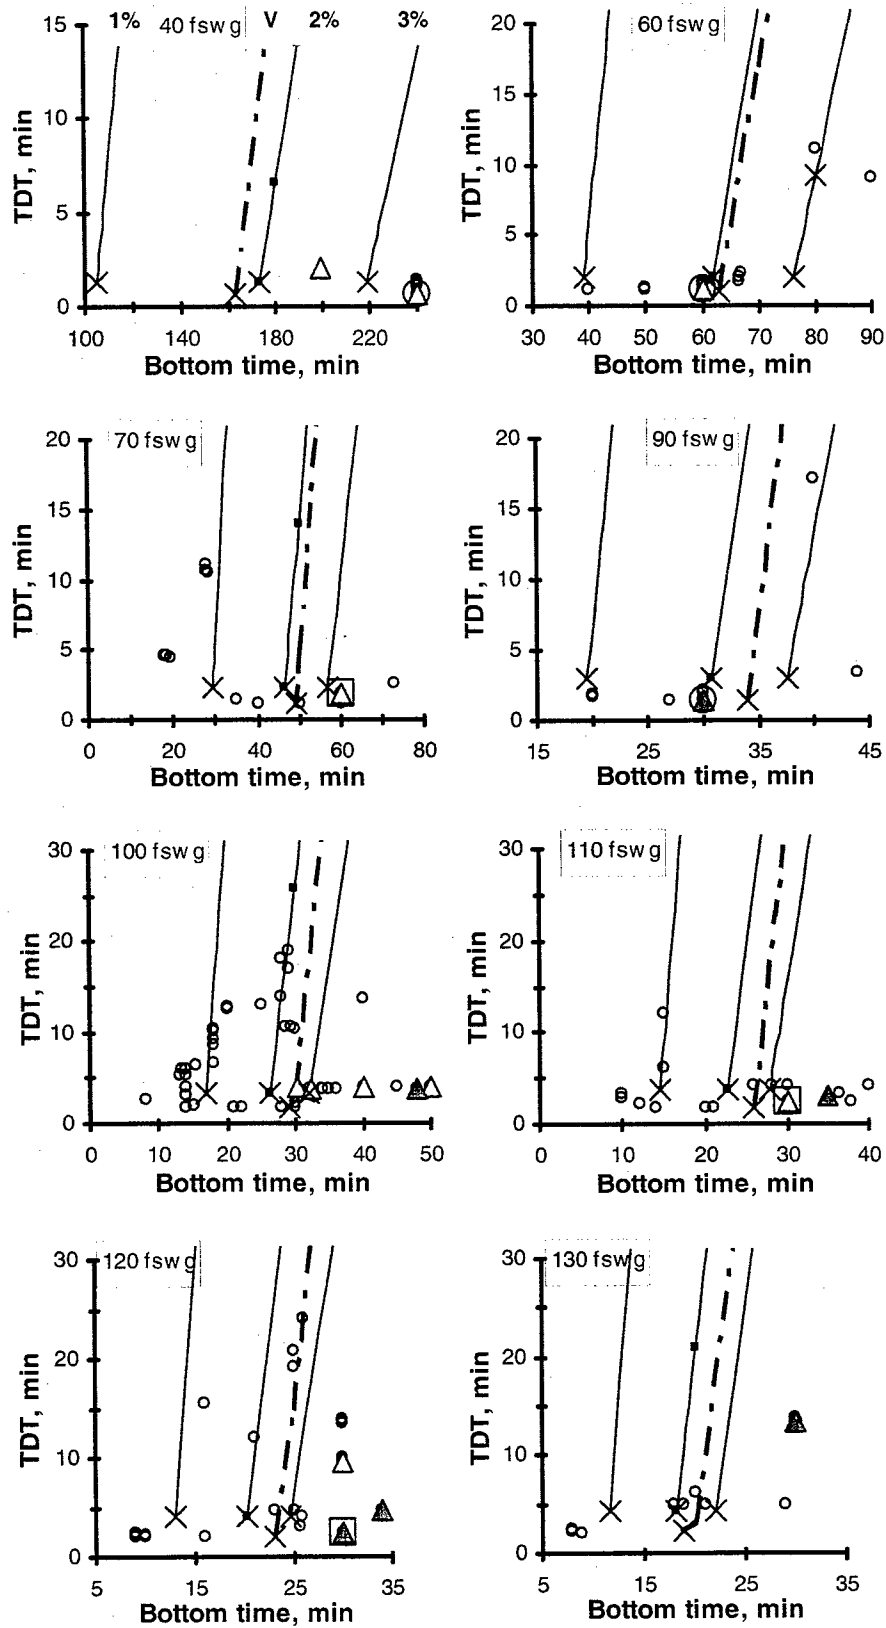 1% 40 fsw g V 2% 3%
15
10
5
0
TDT, min
100 140 180 220
Bottom time, min
60 fsw g
20
15
10
5
0
TDT, min
30 40 50 60 70 80 90
Bottom time, min
70 fsw g
20
15
10
5
0
TDT, min
0 20 40 60 80
Bottom time, min
90 fsw g
20
15
10
5
0
TDT, min
15 25 35 45
Bottom time, min
100 fsw g
30
20
10
0
TDT, min
0 10 20 30 40 50
Bottom time, min
110 fsw g
30
20
10
0
TDT, min
0 10 20 30 40
Bottom time, min
120 fsw g
30
20
10
0
TDT, min
5 15 25 35
Bottom time, min
130 fsw g
30
20
10
0
TDT, min
5 15 25 35
Bottom time, min